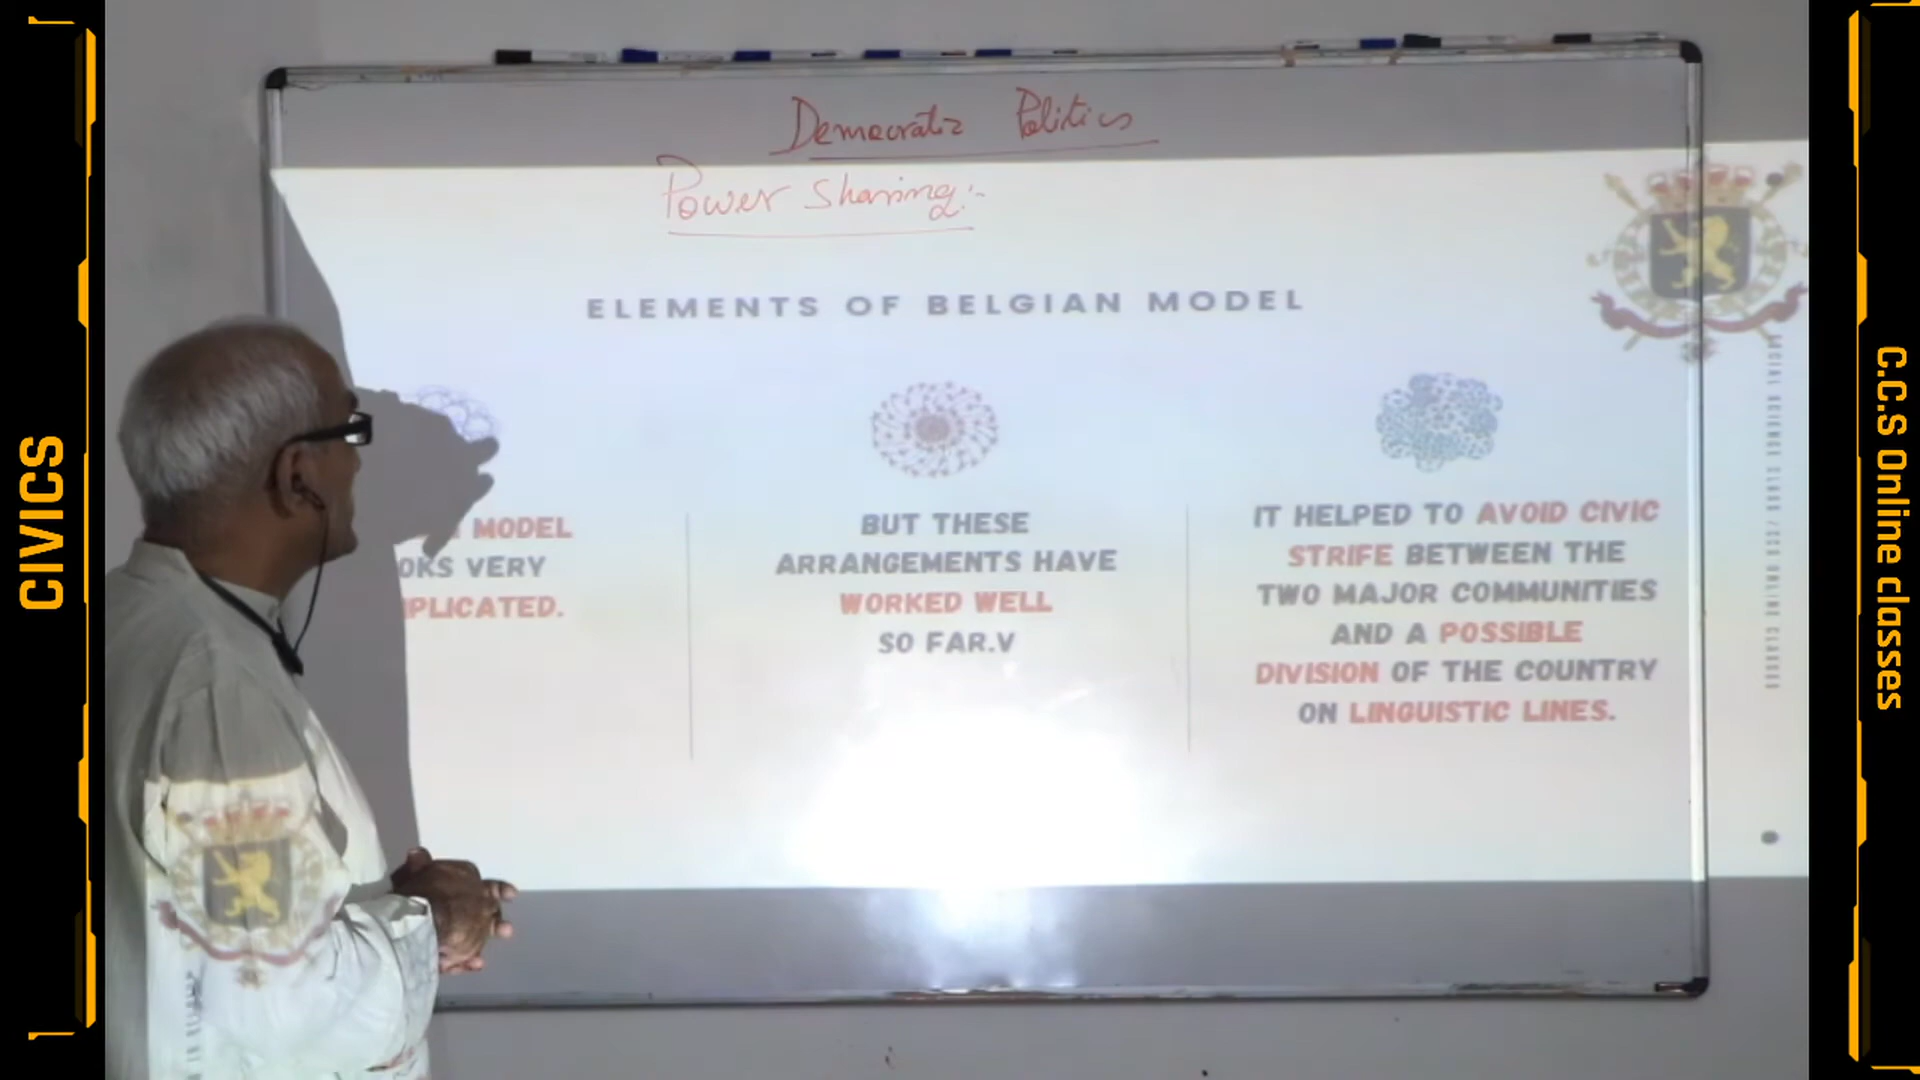 Democratic Politics
Power Sharing:-
ELEMENTS OF BELGIAN MODEL
MODEL
OKS VERY
PLICATED.
BUT THESE
ARRANGEMENTS HAVE
WORKED WELL
SO FAR.V
IT HELPED TO AVOID CIVIC
STRIFE BETWEEN THE
TWO MAJOR COMMUNITIES
AND A POSSIBLE
DIVISION OF THE COUNTRY
ON LINGUISTIC LINES.
CIVICS
C.C.S Online classes